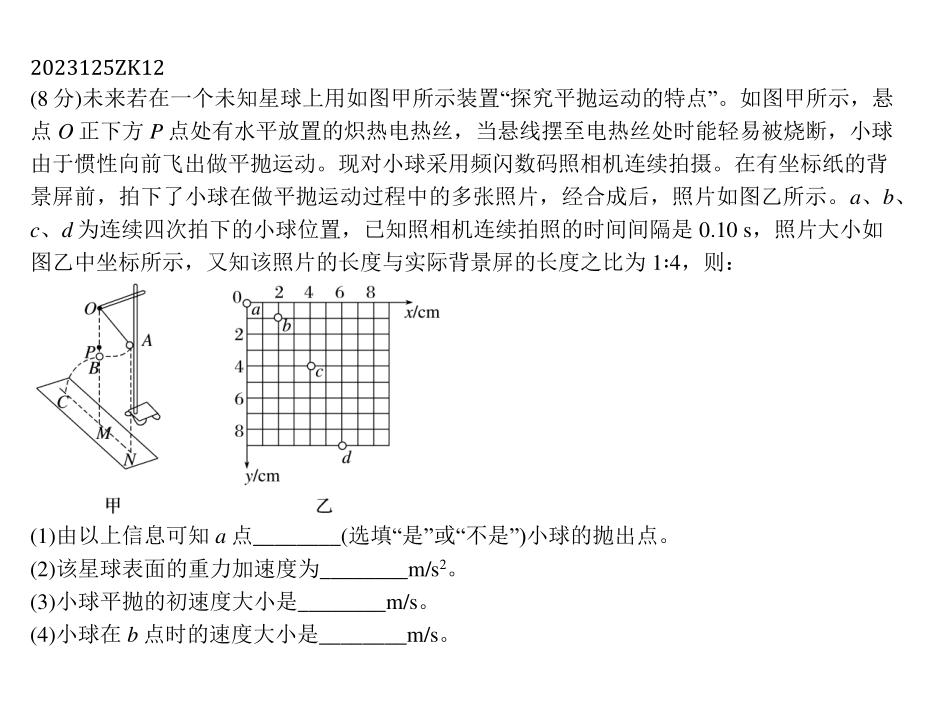 2023125ZK12
(8 分)未来若在一个未知星球上用如图甲所示装置“探究平抛运动的特点”。如图甲所示，悬
点 O 正下方 P 点处有水平放置的炽热电热丝，当悬线摆至电热丝处时能轻易被烧断，小球
由于惯性向前飞出做平抛运动。现对小球采用频闪数码照相机连续拍摄。在有坐标纸的背
景屏前，拍下了小球在做平抛运动过程中的多张照片，经合成后，照片如图乙所示。a、b、
c、d 为连续四次拍下的小球位置，已知照相机连续拍照的时间间隔是 0.10 s，照片大小如
图乙中坐标所示，又知该照片的长度与实际背景屏的长度之比为 1∶4，则：
O
A
P
B
C
M
N
甲
0 2 4 6 8
x/cm
a
b
2
4
c
6
8
d
y/cm
乙
(1)由以上信息可知 a 点________(选填“是”或“不是”)小球的抛出点。
(2)该星球表面的重力加速度为________m/s²。
(3)小球平抛的初速度大小是________m/s。
(4)小球在 b 点时的速度大小是________m/s。